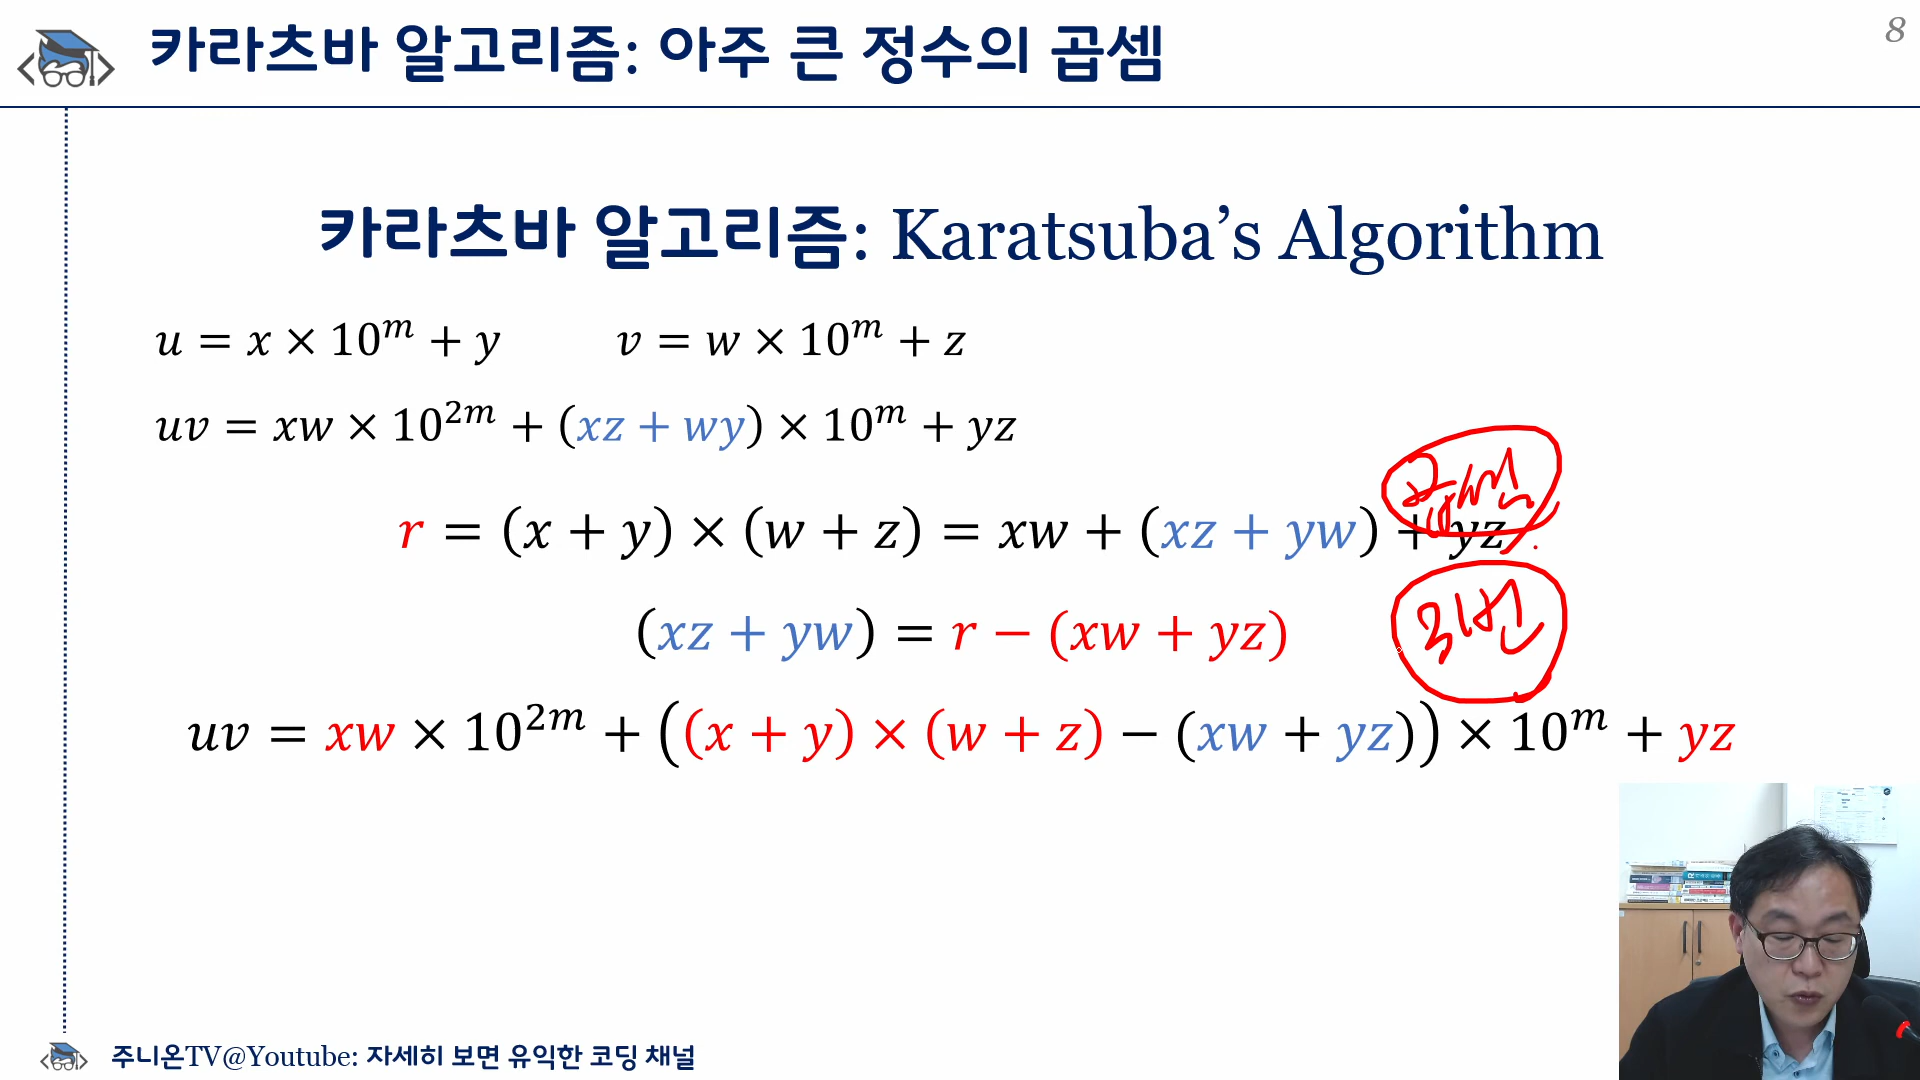 카라츠바 알고리즘: 아주 큰 정수의 곱셈
8
카라츠바 알고리즘: Karatsuba's Algorithm
u = x × 10^m + y v = w × 10^m + z
uv = xw × 10^{2m} + (xz + wy) × 10^m + yz
곱셈
r = (x + y) × (w + z) = xw + (xz + yw) + yz
3번
(xz + yw) = r − (xw + yz)
uv = xw × 10^{2m} + ((x + y) × (w + z) − (xw + yz)) × 10^m + yz
주니온TV@Youtube: 자세히 보면 유익한 코딩 채널